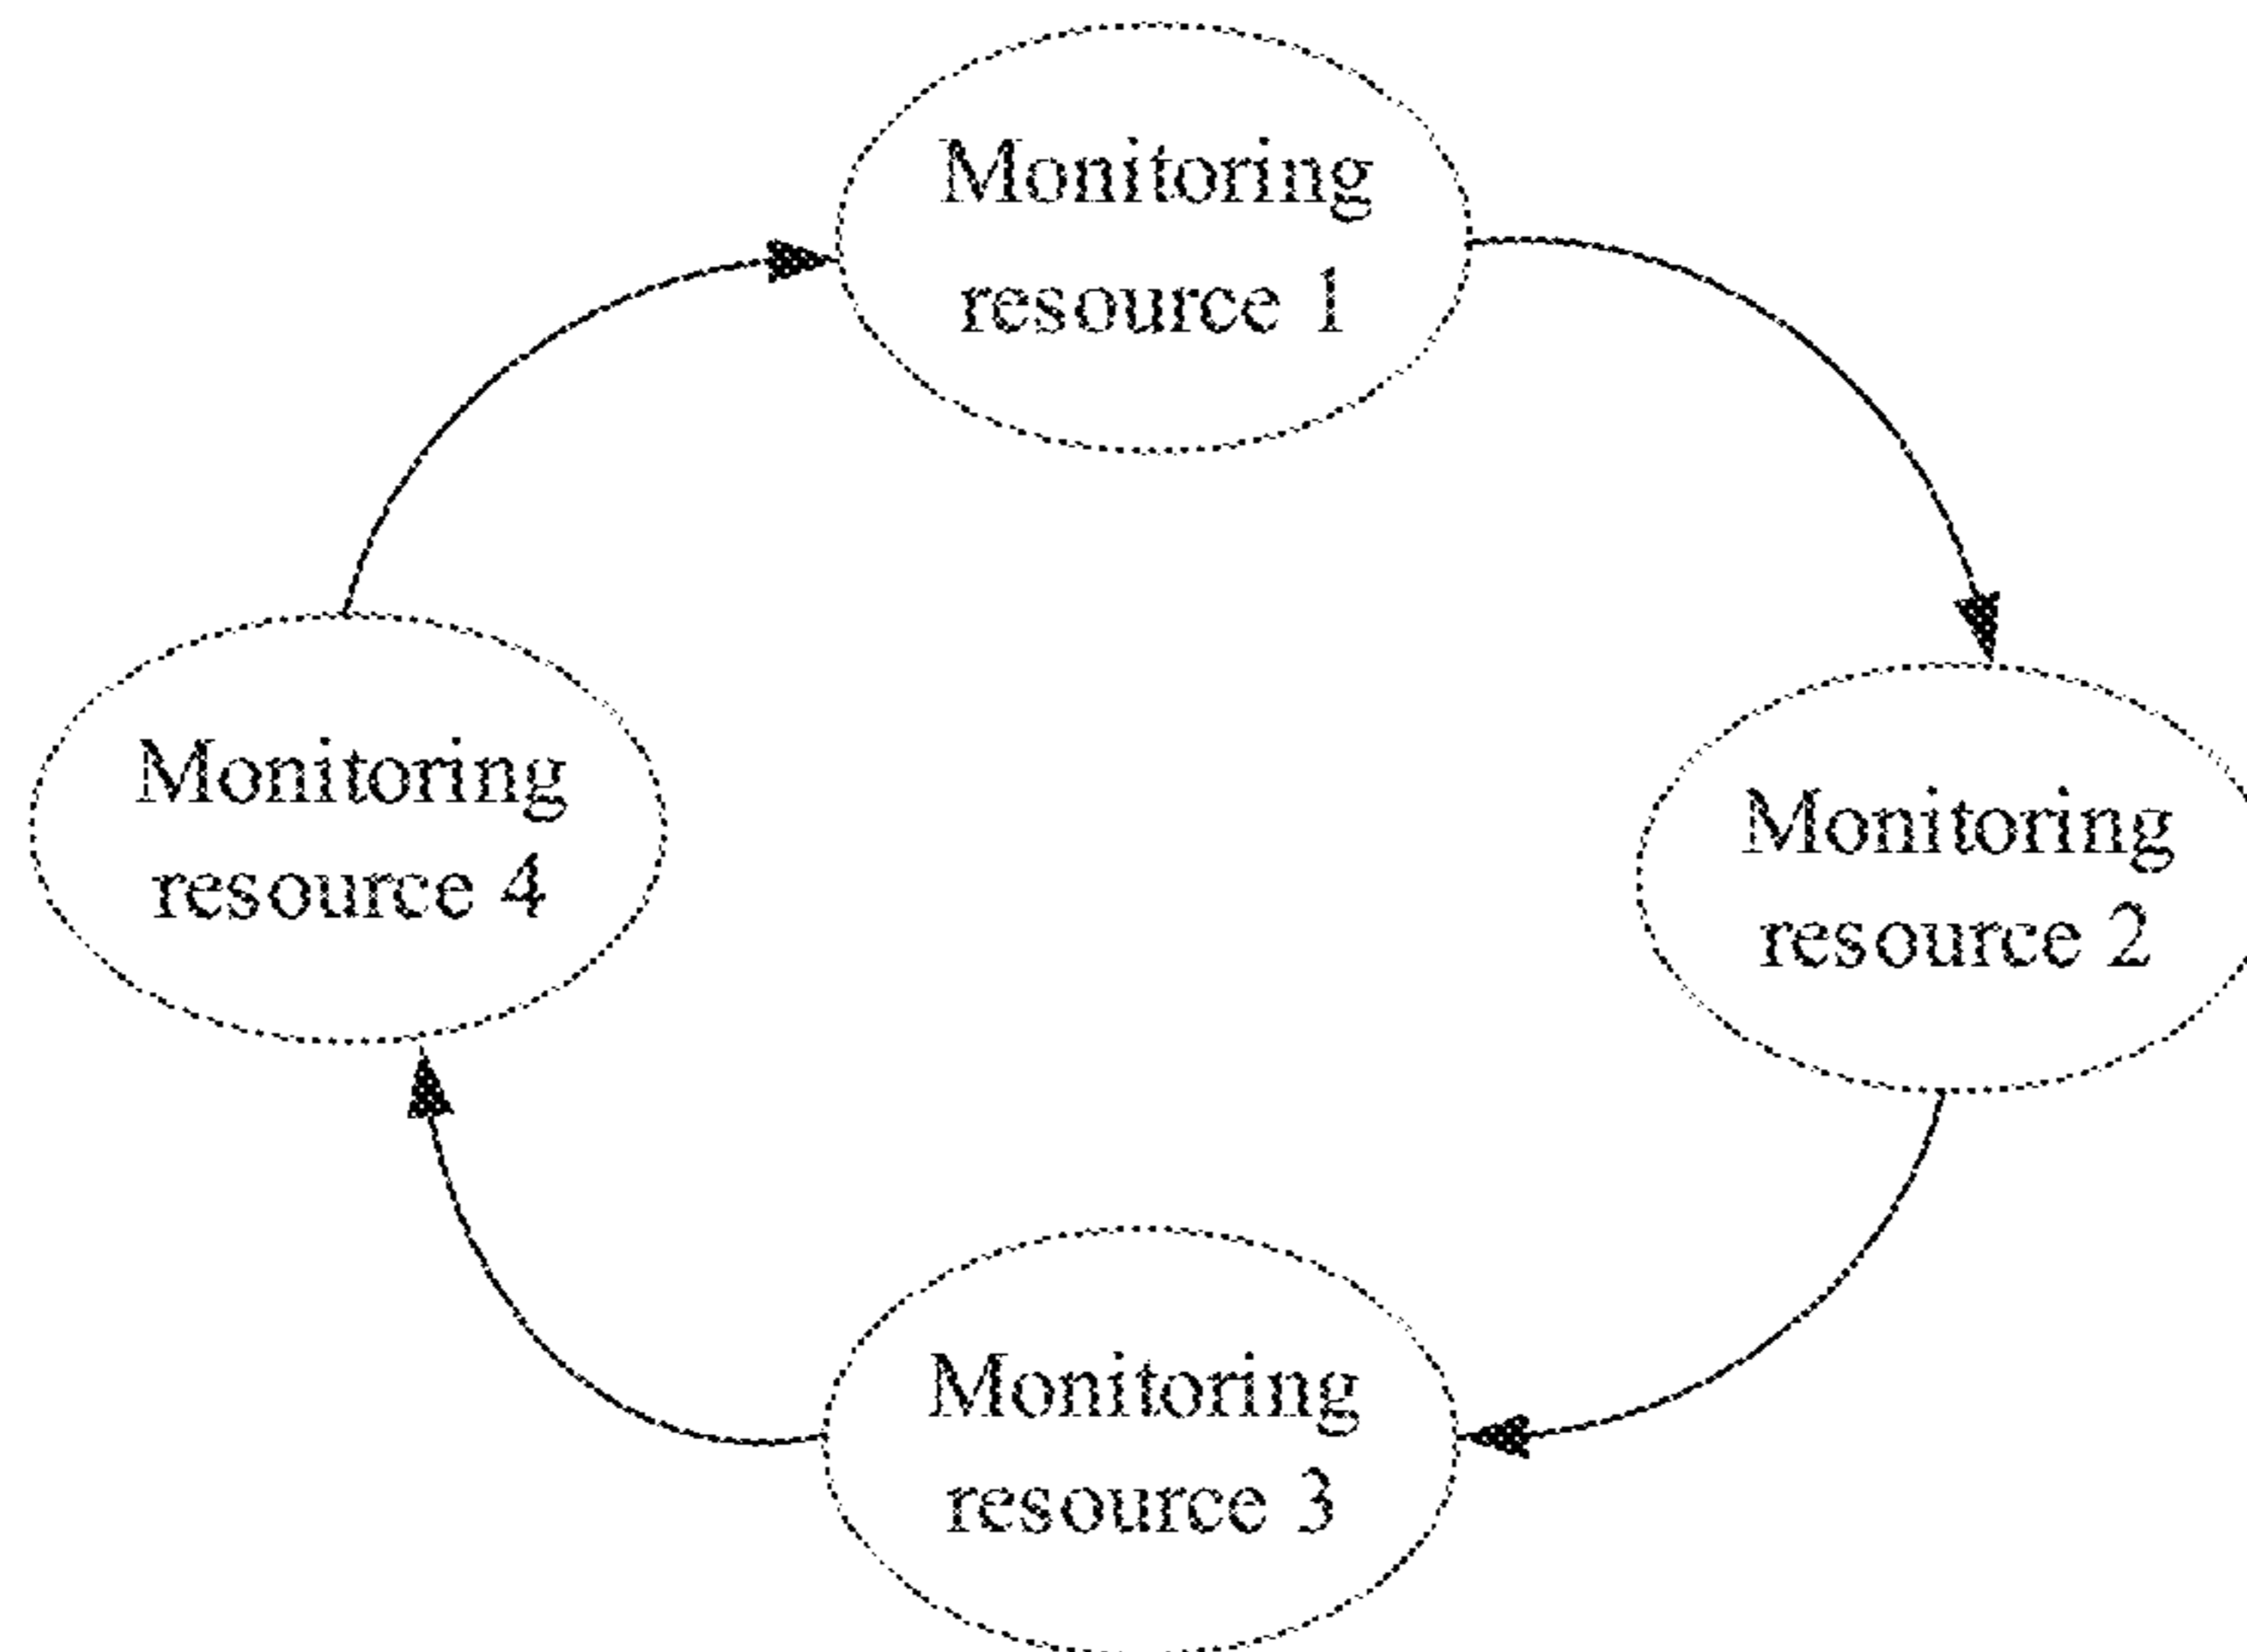 Monitoring
resource 1
Monitoring
resource 2
Monitoring
resource 3
Monitoring
resource 4